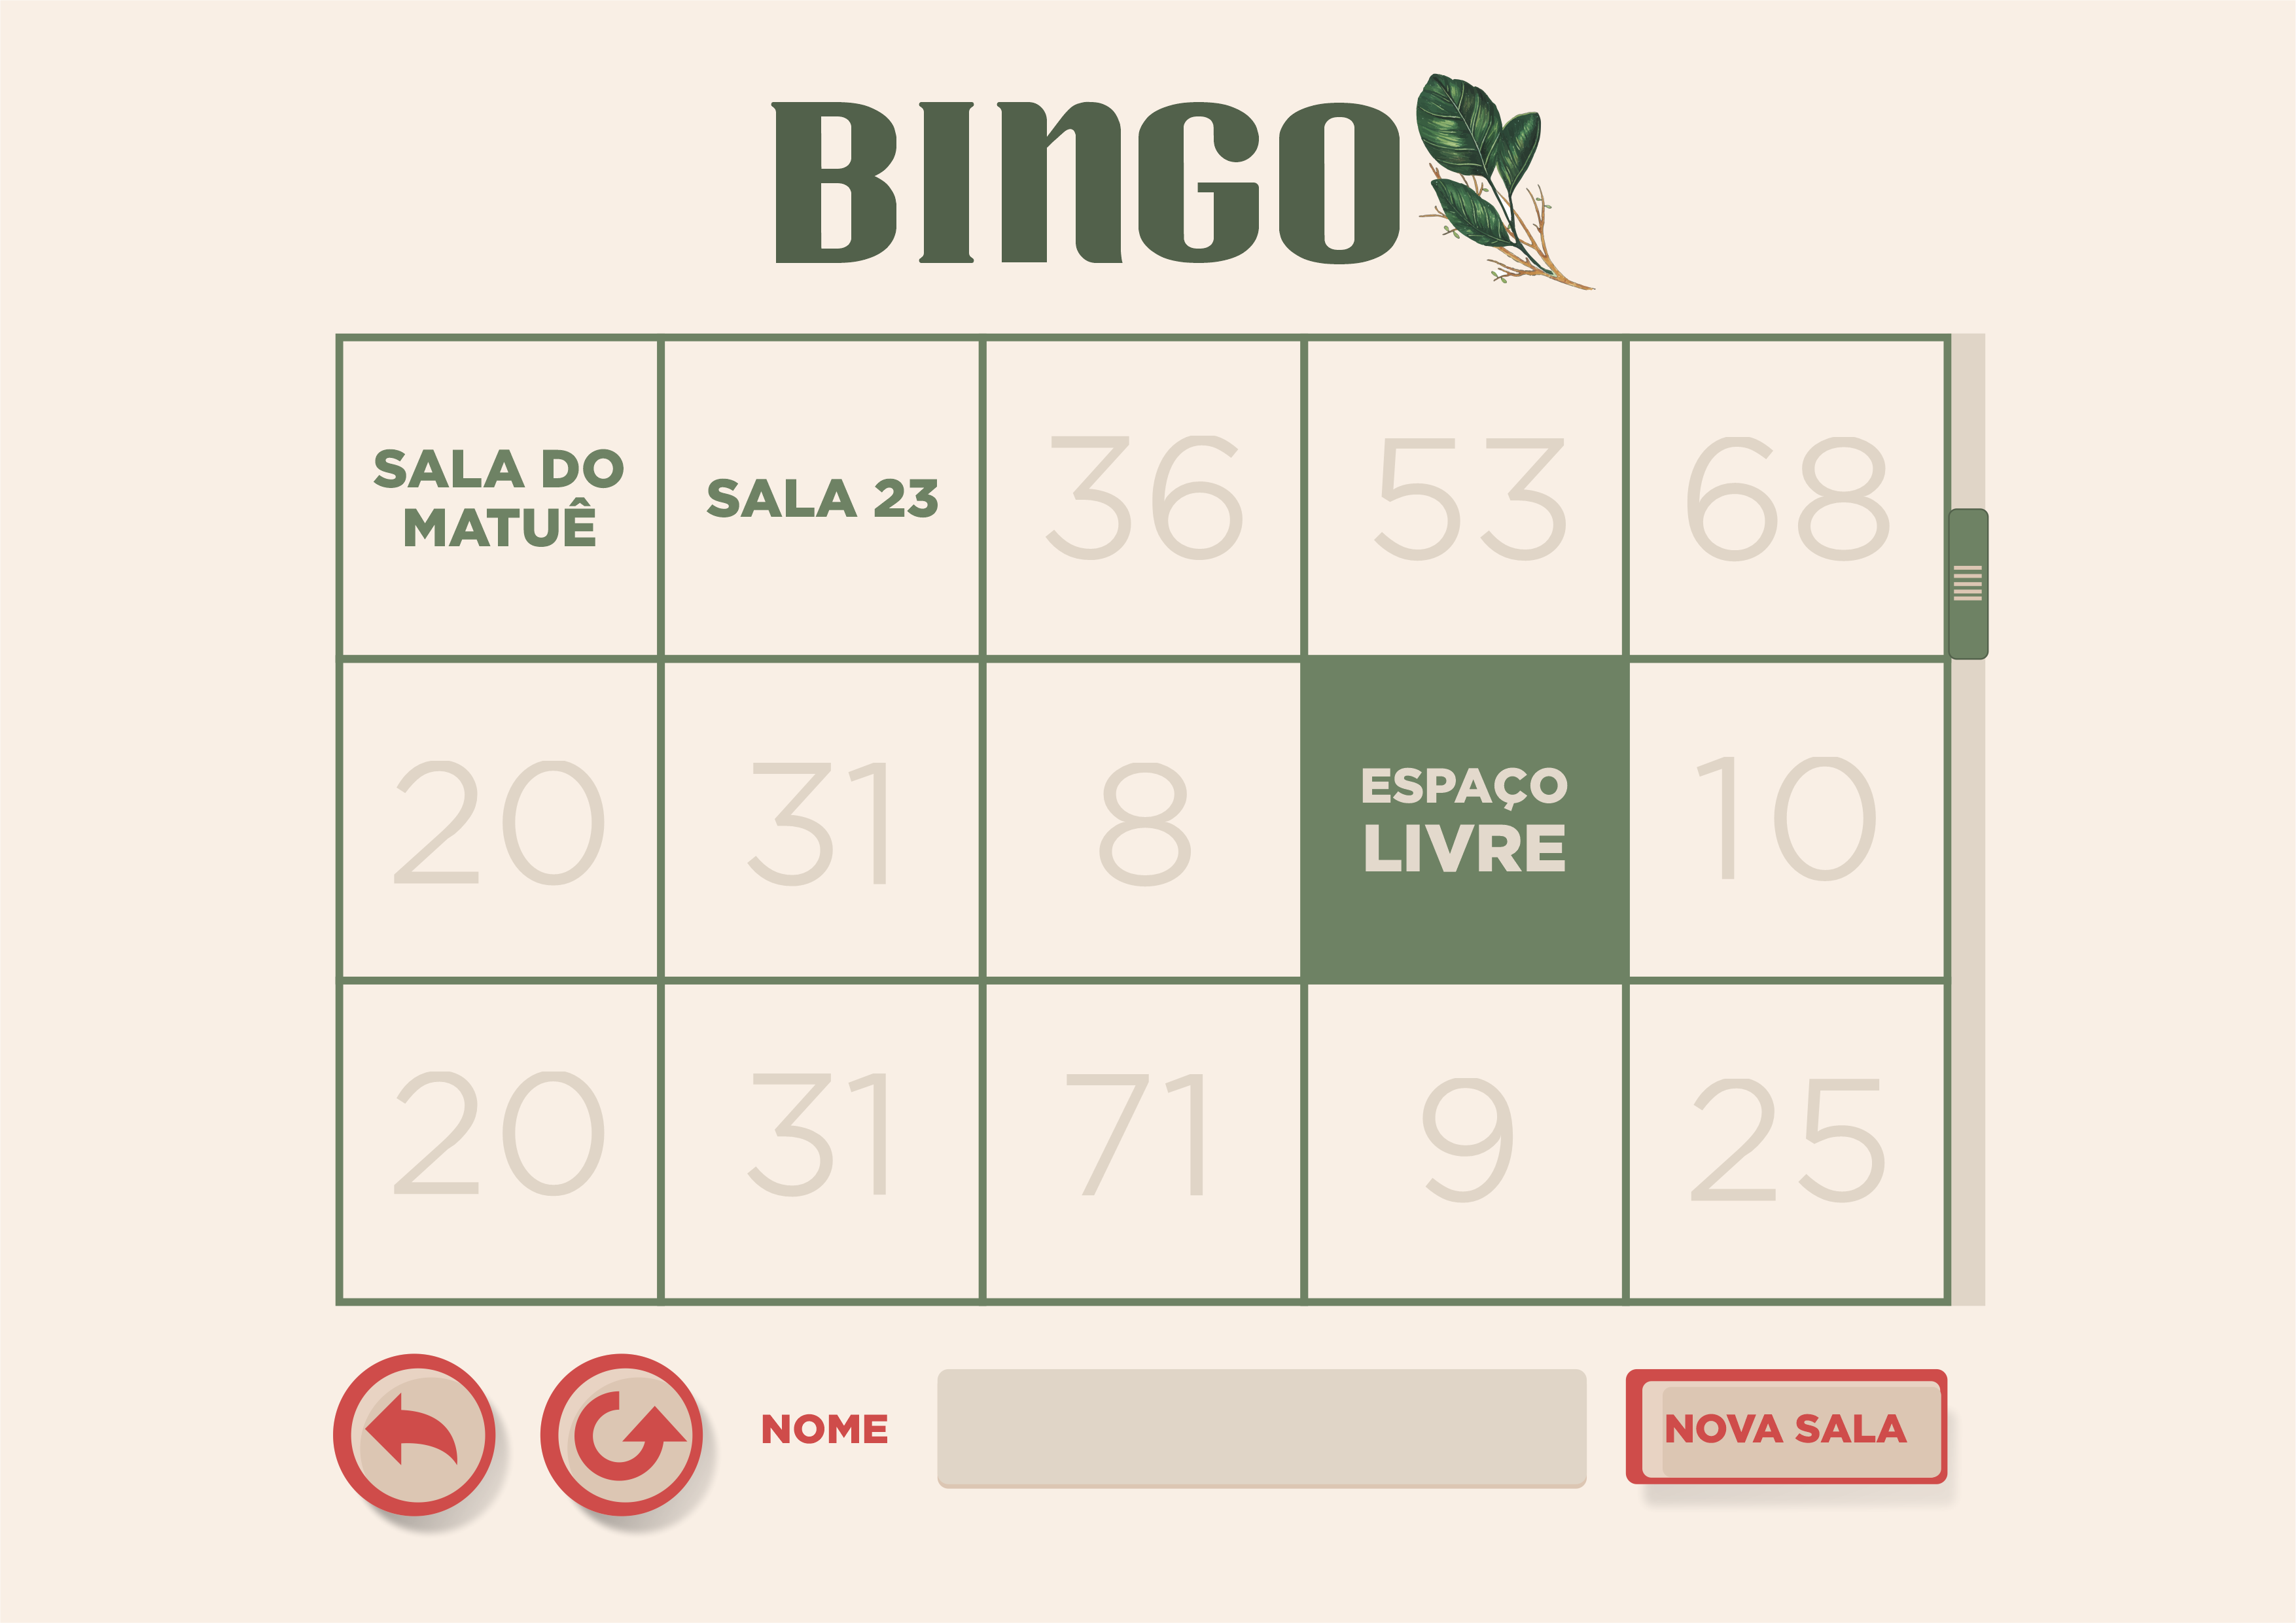 BINGO
SALA DO
MATUÊ
SALA 23
36
53
68
20
31
8
ESPAÇO
LIVRE
10
20
31
71
9
25
NOME
NOVA SALA